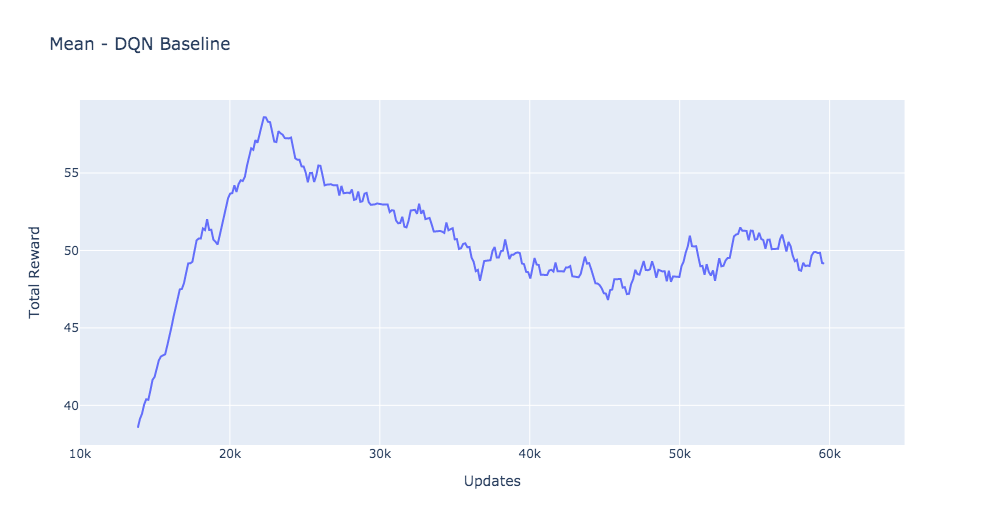 Mean - DQN Baseline
Total Reward
55
50
45
40
10k 20k 30k 40k 50k 60k
Updates